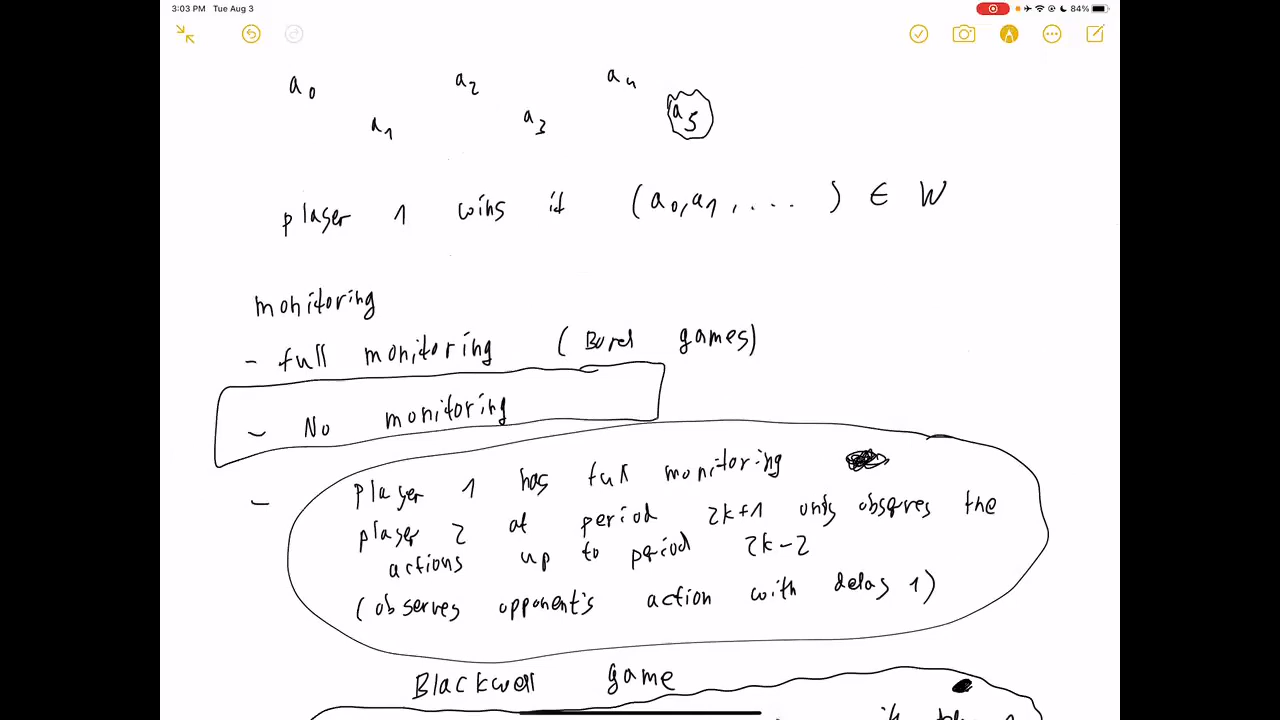 3:03 PM Tue Aug 3
84%
a0 a2 a4
a1 a3 a5
player 1 wins if (a0, a1, .... ) ∈ W
monitoring
- full monitoring (Borel games)
- No monitoring
- player 1 has full monitoring
player 2 at period 2k+1 only observes the
actions up to period 2k-2
(observes opponent's action with delay 1)
Blackwell game